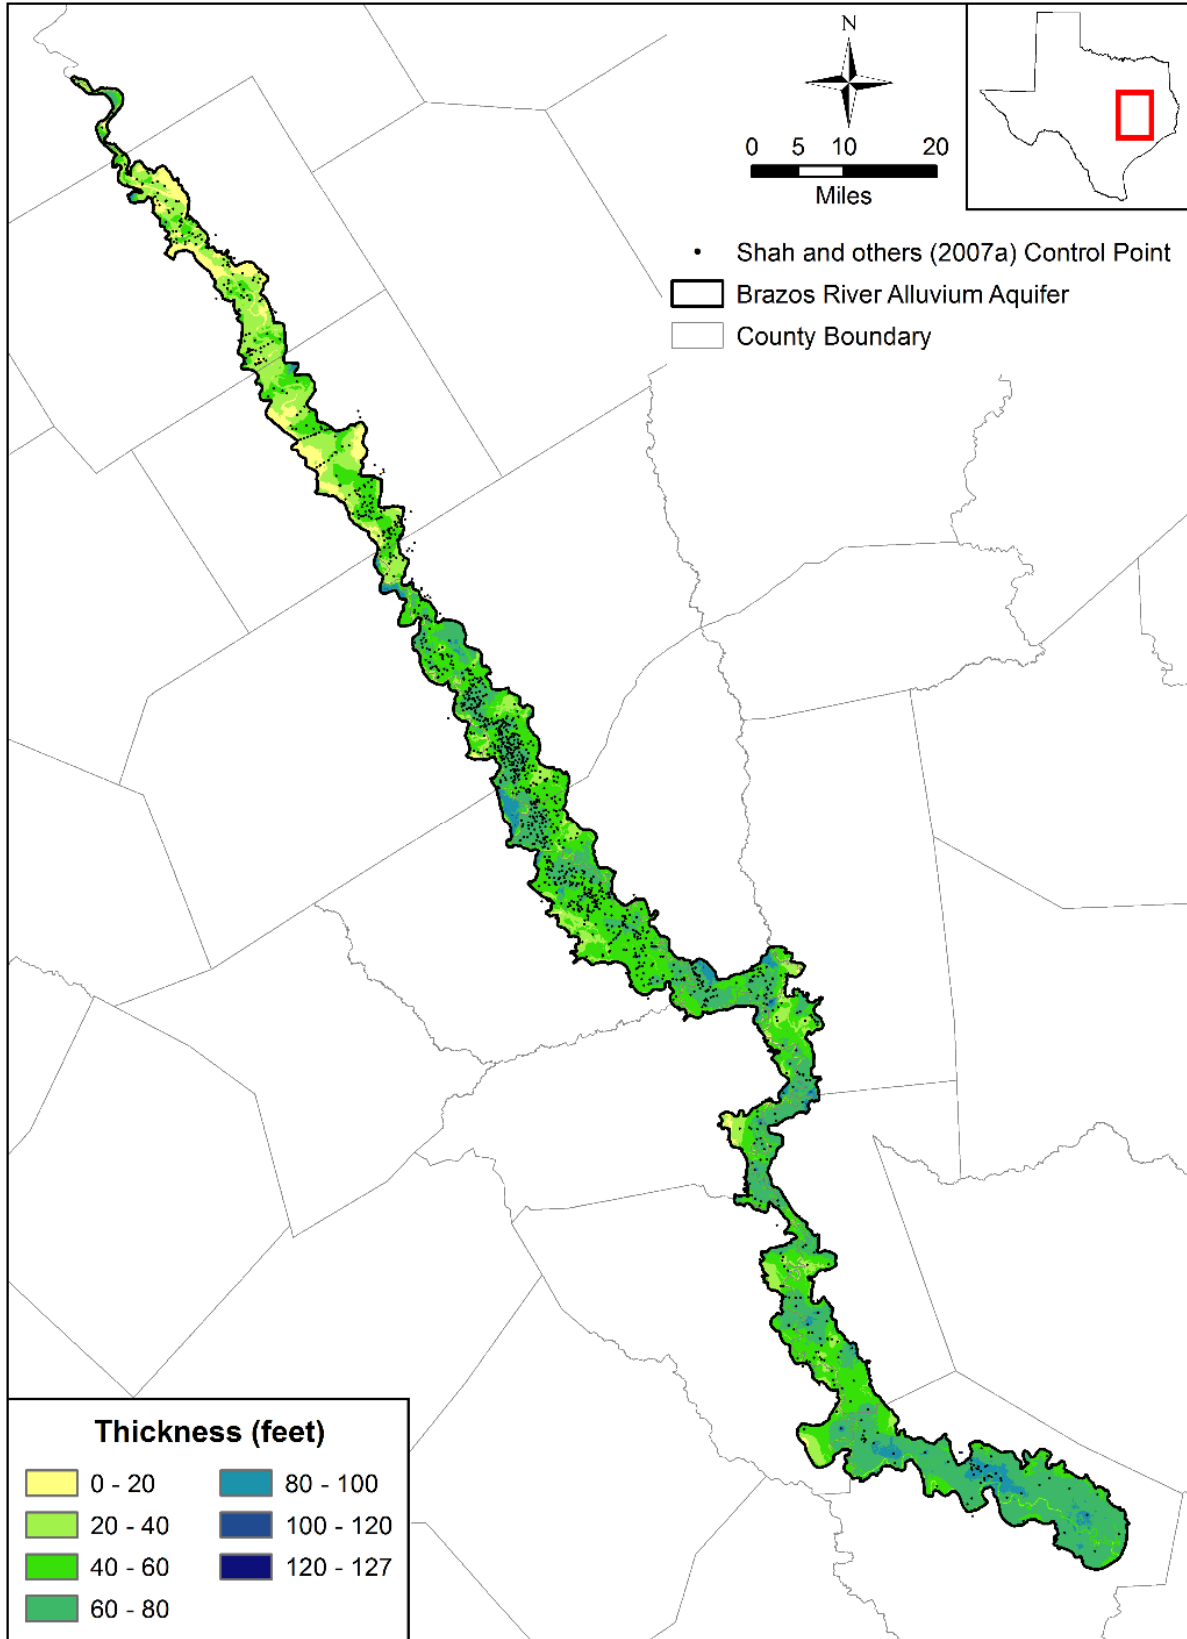 N
0 5 10 20
Miles
Shah and others (2007a) Control Point
Brazos River Alluvium Aquifer
County Boundary
Thickness (feet)
0 - 20
20 - 40
40 - 60
60 - 80
80 - 100
100 - 120
120 - 127